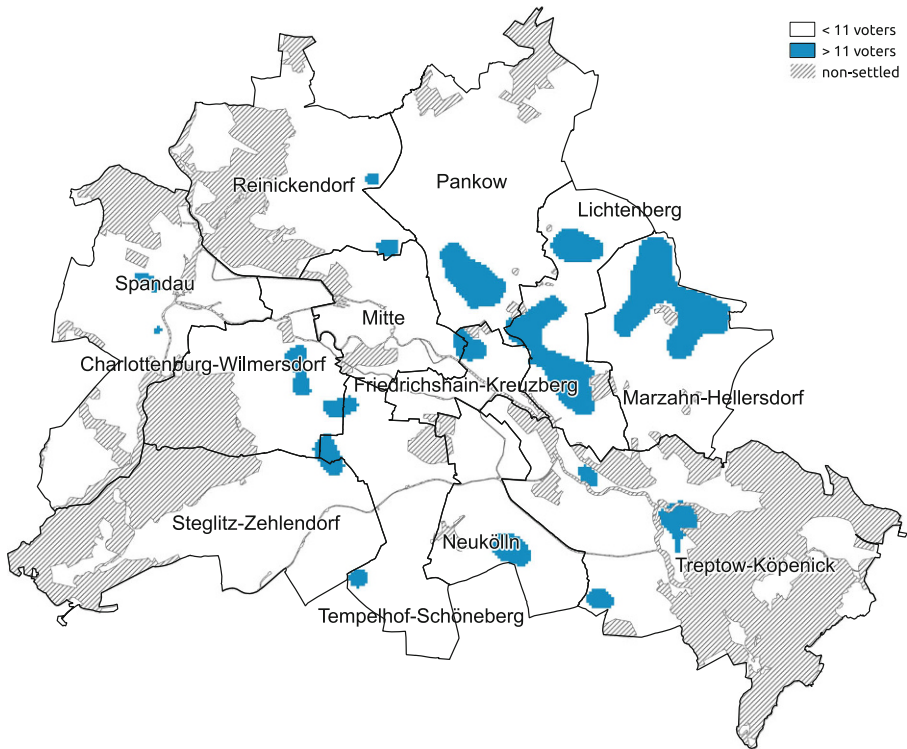 < 11 voters
> 11 voters
non-settled
Reinickendorf
Pankow
Lichtenberg
Spandau
Mitte
Charlottenburg-Wilmersdorf
Friedrichshain-Kreuzberg
Marzahn-Hellersdorf
Steglitz-Zehlendorf
Neukölln
Treptow-Köpenick
Tempelhof-Schöneberg